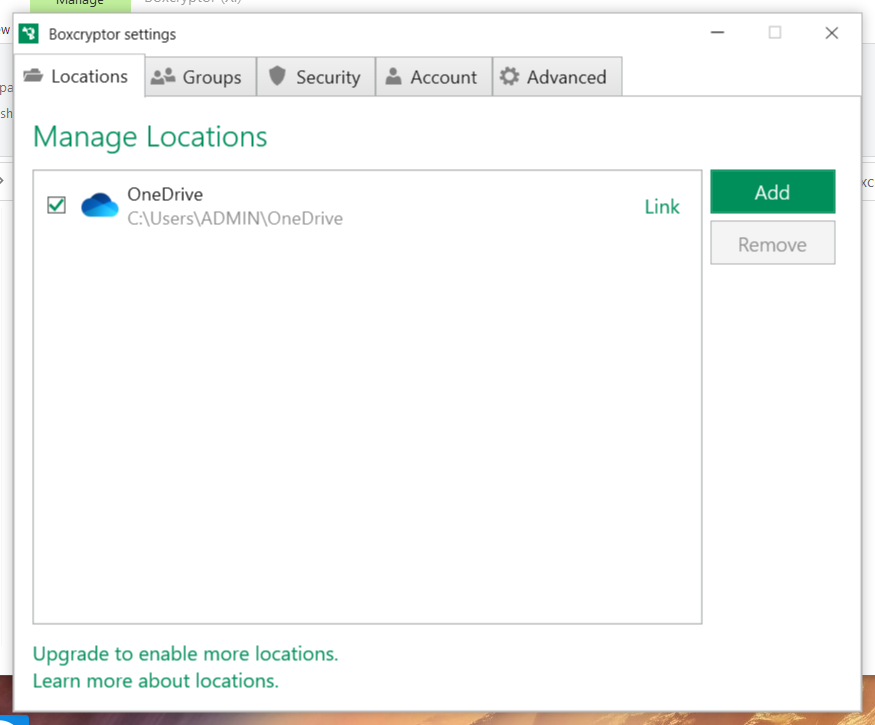 Manage
Boxcryptor settings
Locations
Groups
Security
Account
Advanced
Manage Locations
OneDrive
C:\Users\ADMIN\OneDrive
Link
Add
Remove
Upgrade to enable more locations.
Learn more about locations.